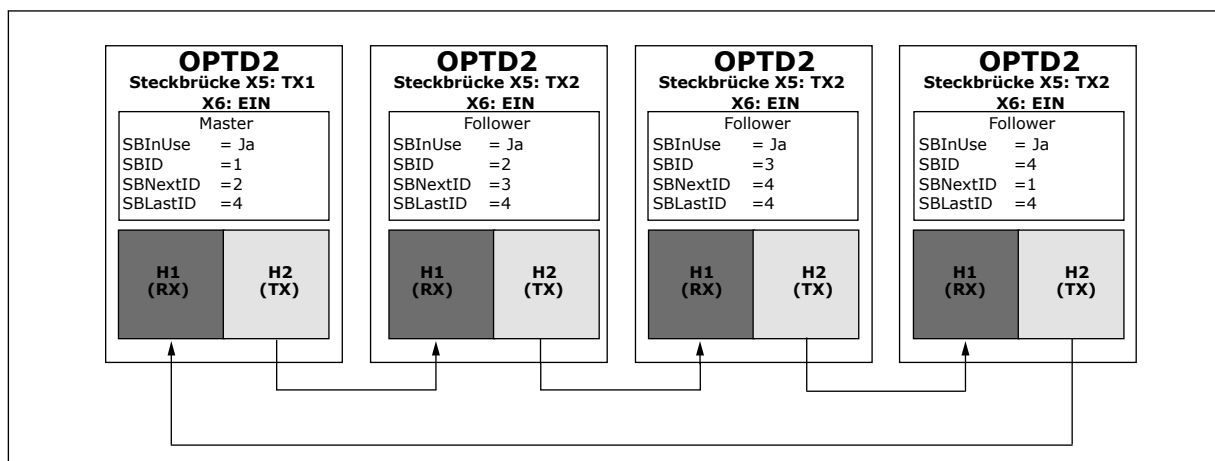 OPTD2
Steckbrücke X5: TX1
X6: EIN
Master
SBInUse = Ja
SBID =1
SBNextID =2
SBLastID =4
H1
(RX)
H2
(TX)
OPTD2
Steckbrücke X5: TX2
X6: EIN
Follower
SBInUse = Ja
SBID =2
SBNextID =3
SBLastID =4
H1
(RX)
H2
(TX)
OPTD2
Steckbrücke X5: TX2
X6: EIN
Follower
SBInUse = Ja
SBID =3
SBNextID =4
SBLastID =4
H1
(RX)
H2
(TX)
OPTD2
Steckbrücke X5: TX2
X6: EIN
Follower
SBInUse = Ja
SBID =4
SBNextID =1
SBLastID =4
H1
(RX)
H2
(TX)